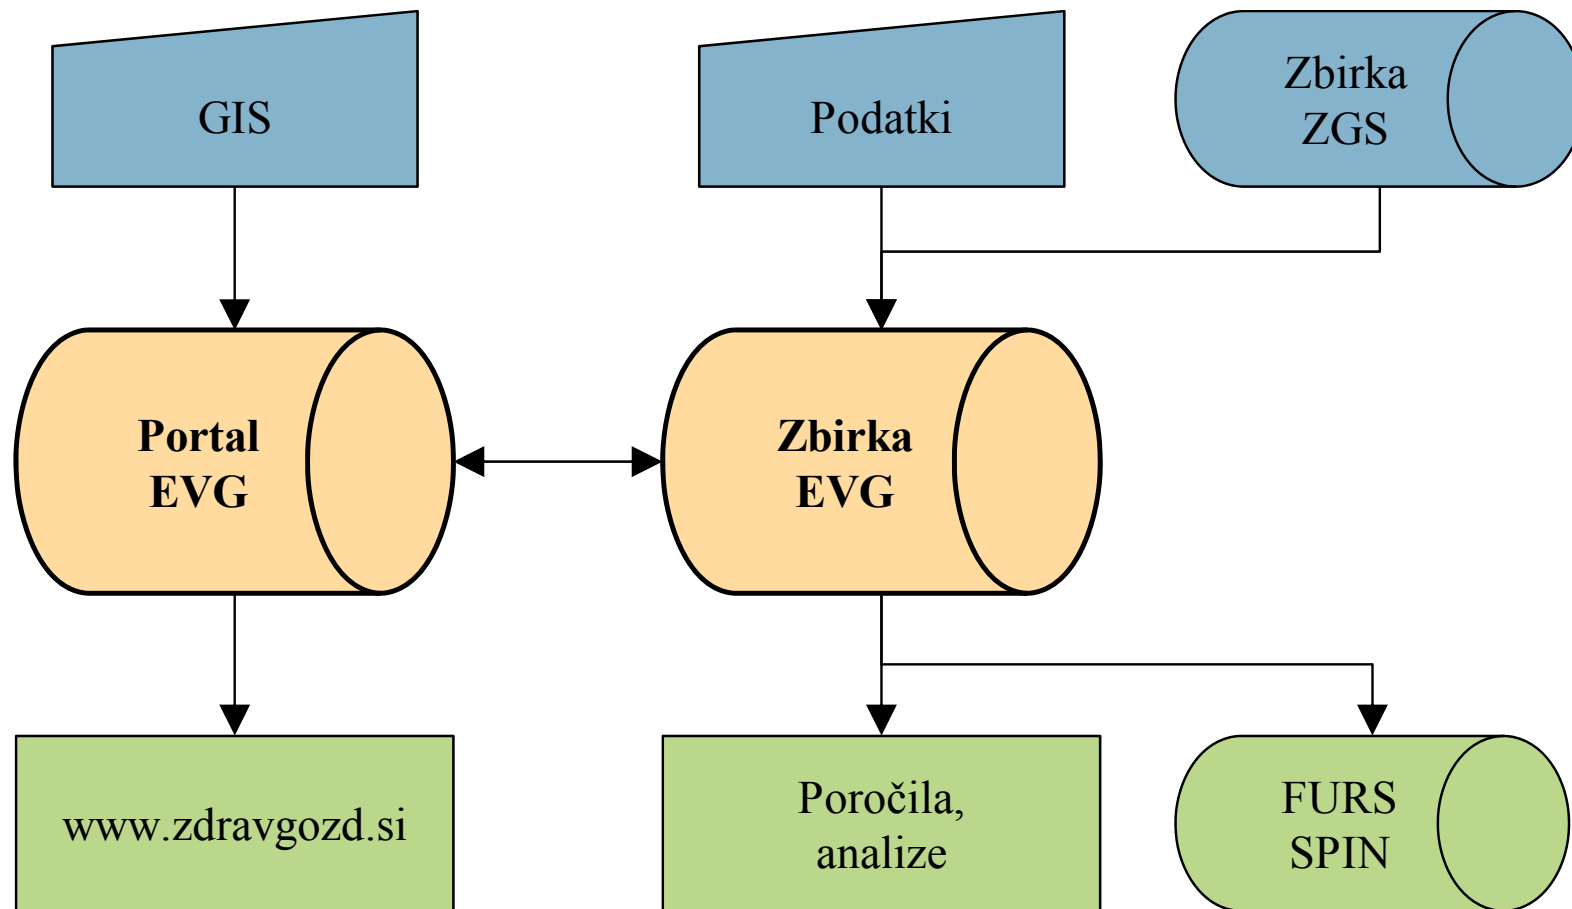 GIS
Podatki
Zbirka
ZGS
Portal
EVG
Zbirka
EVG
www.zdravgozd.si
Poročila,
analize
FURS
SPIN